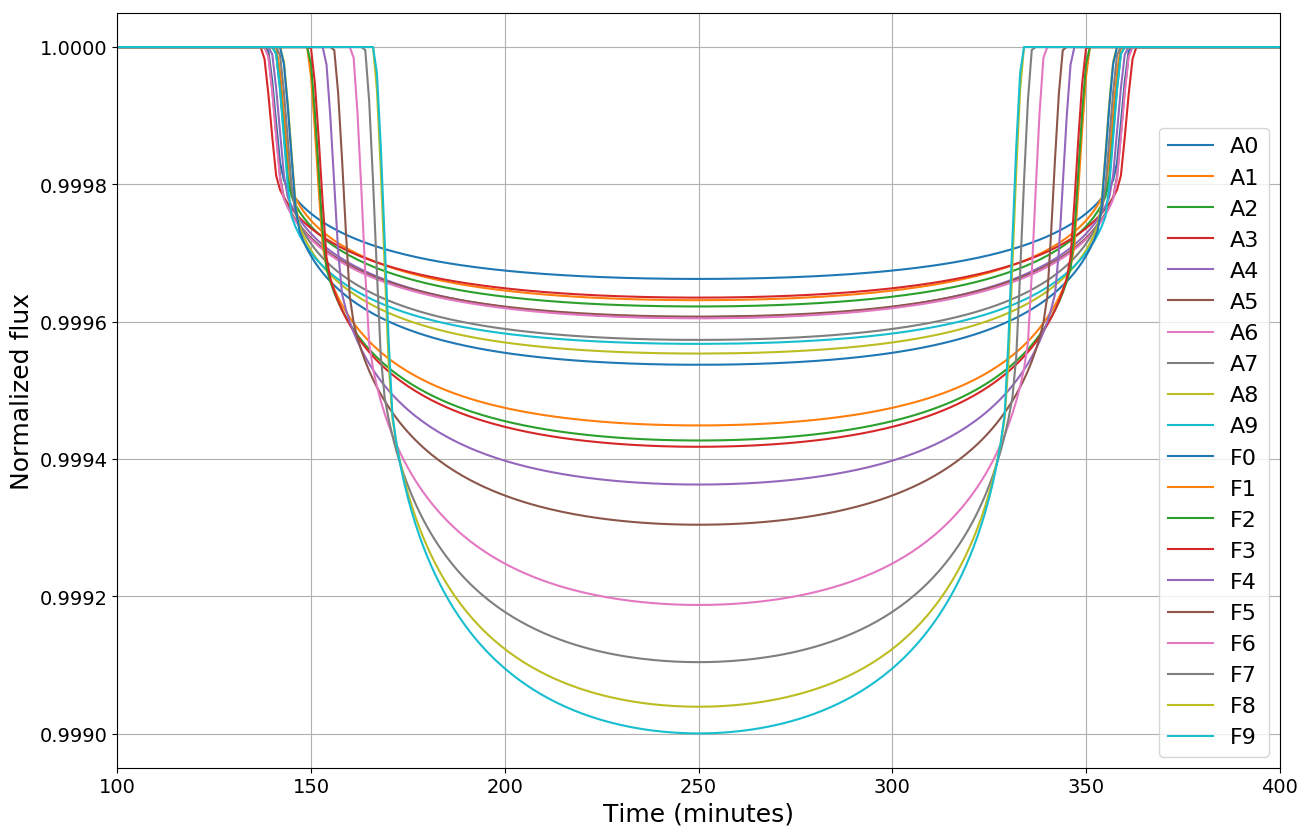 1.0000
0.9998
0.9996
0.9994
0.9992
0.9990
Normalized flux
100 150 200 250 300 350 400
Time (minutes)
A0
A1
A2
A3
A4
A5
A6
A7
A8
A9
F0
F1
F2
F3
F4
F5
F6
F7
F8
F9